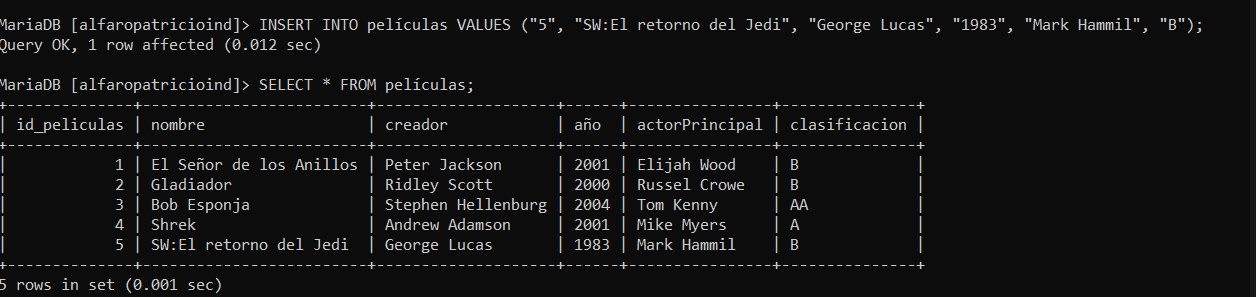 MariaDB [alfaropatricioind]> INSERT INTO películas VALUES ("5", "SW:El retorno del Jedi", "George Lucas", "1983", "Mark Hammil", "B");
Query OK, 1 row affected (0.012 sec)

MariaDB [alfaropatricioind]> SELECT * FROM películas;
+--------------+-------------------------+--------------------+------+----------------+---------------+
| id_peliculas | nombre                  | creador            | año  | actorPrincipal | clasificacion |
+--------------+-------------------------+--------------------+------+----------------+---------------+
|            1 | El Señor de los Anillos | Peter Jackson      | 2001 | Elijah Wood    | B             |
|            2 | Gladiador               | Ridley Scott       | 2000 | Russel Crowe   | B             |
|            3 | Bob Esponja             | Stephen Hellenburg | 2004 | Tom Kenny      | AA            |
|            4 | Shrek                   | Andrew Adamson     | 2001 | Mike Myers     | A             |
|            5 | SW:El retorno del Jedi  | George Lucas       | 1983 | Mark Hammil    | B             |
+--------------+-------------------------+--------------------+------+----------------+---------------+
5 rows in set (0.001 sec)